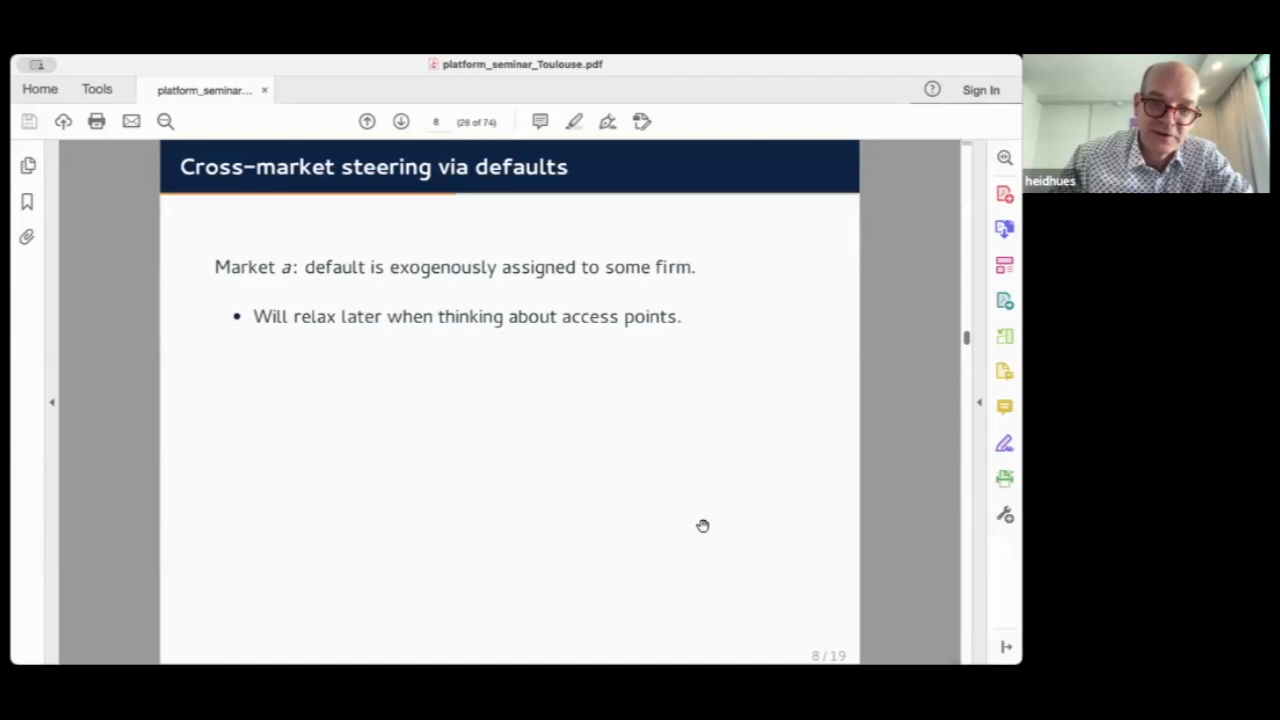 platform_seminar_Toulouse.pdf
Home
Tools
platform_seminar... ×
? Sign In
8 (28 of 74)
Cross-market steering via defaults
heidhues
Market a: default is exogenously assigned to some firm.
• Will relax later when thinking about access points.
8 / 19